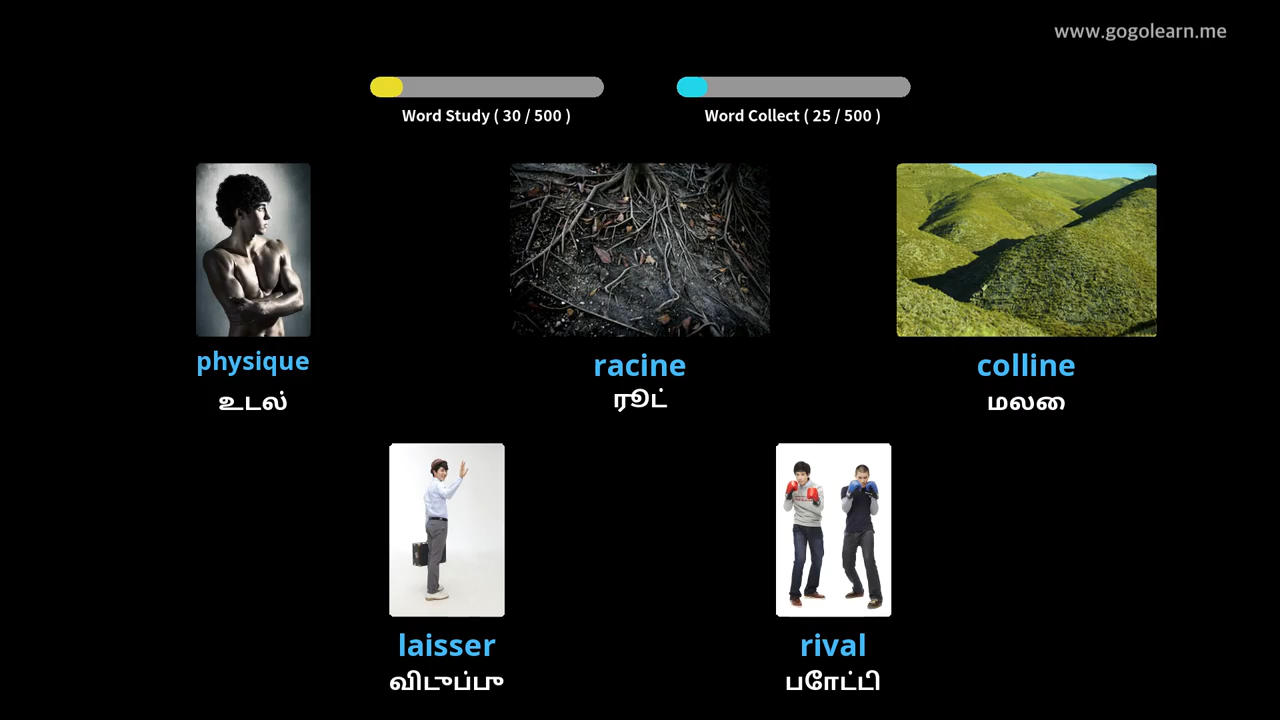 www.gogolearn.me
Word Study ( 30 / 500 )
Word Collect ( 25 / 500 )
physique
racine
colline
உடல்
ரூட்
மலை
laisser
rival
விடுப்பு
போட்டி